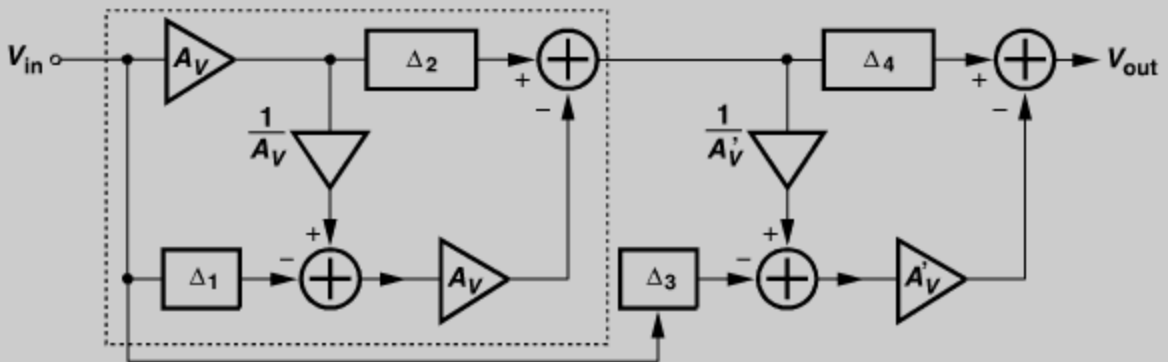 V_in A_V Δ₂ + − Δ₄ + − V_out
1/A_V 1/A'_V
+ +
Δ₁ − A_V Δ₃ − A'_V